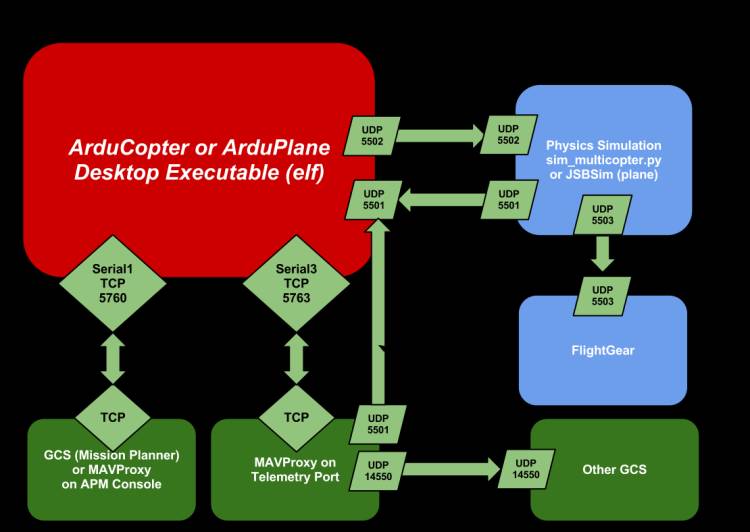 ArduCopter or ArduPlane
Desktop Executable (elf)
UDP
5502
UDP
5502
Physics Simulation
sim_multicopter.py
or JSBSim (plane)
UDP
5501
UDP
5501
UDP
5503
Serial1
TCP
5760
Serial3
TCP
5763
UDP
5503
FlightGear
TCP
TCP
UDP
5501
GCS (Mission Planner)
or MAVProxy
on APM Console
MAVProxy on
Telemetry Port
UDP
14550
UDP
14550
Other GCS